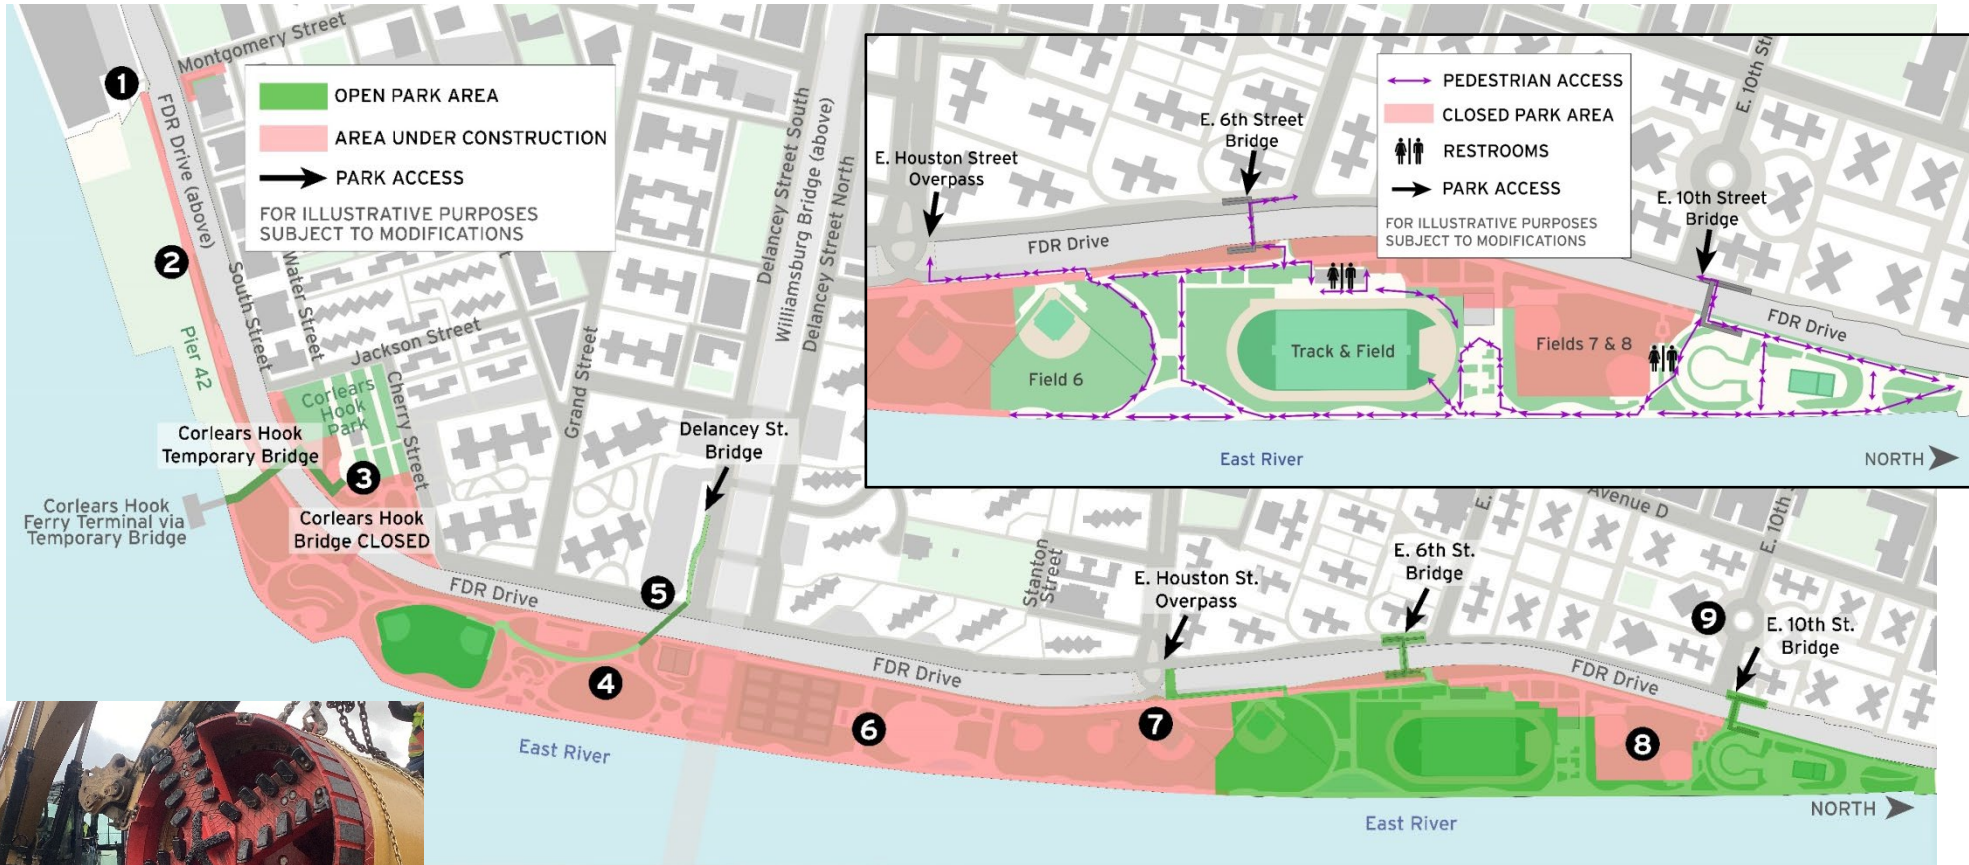 1
Montgomery Street
FDR Drive (above)
OPEN PARK AREA
AREA UNDER CONSTRUCTION
PARK ACCESS
FOR ILLUSTRATIVE PURPOSES
SUBJECT TO MODIFICATIONS
2
Pier 42
South Street
Water Street
Jackson Street
Corlears
Hook
Park
Cherry Street
Grand Street
Delancey Street South
Williamsburg Bridge (above)
Delancey Street North
Corlears Hook
Temporary Bridge
3
Corlears Hook
Ferry Terminal via
Temporary Bridge
Corlears Hook
Bridge CLOSED
Delancey St.
Bridge
FDR Drive
5
4
East River
FDR Drive
6
Stanton
Street
E. Houston St.
Overpass
7
E. 6th St.
Bridge
E.
Avenue D
E. 10th
9
E. 10th St.
Bridge
FDR Drive
8
East River
NORTH
E. Houston Street
Overpass
E. 6th Street
Bridge
PEDESTRIAN ACCESS
CLOSED PARK AREA
RESTROOMS
PARK ACCESS
FOR ILLUSTRATIVE PURPOSES
SUBJECT TO MODIFICATIONS
E. 10th
E. 10th Street
Bridge
FDR Drive
FDR Drive
Field 6
Track & Field
Fields 7 & 8
East River
NORTH